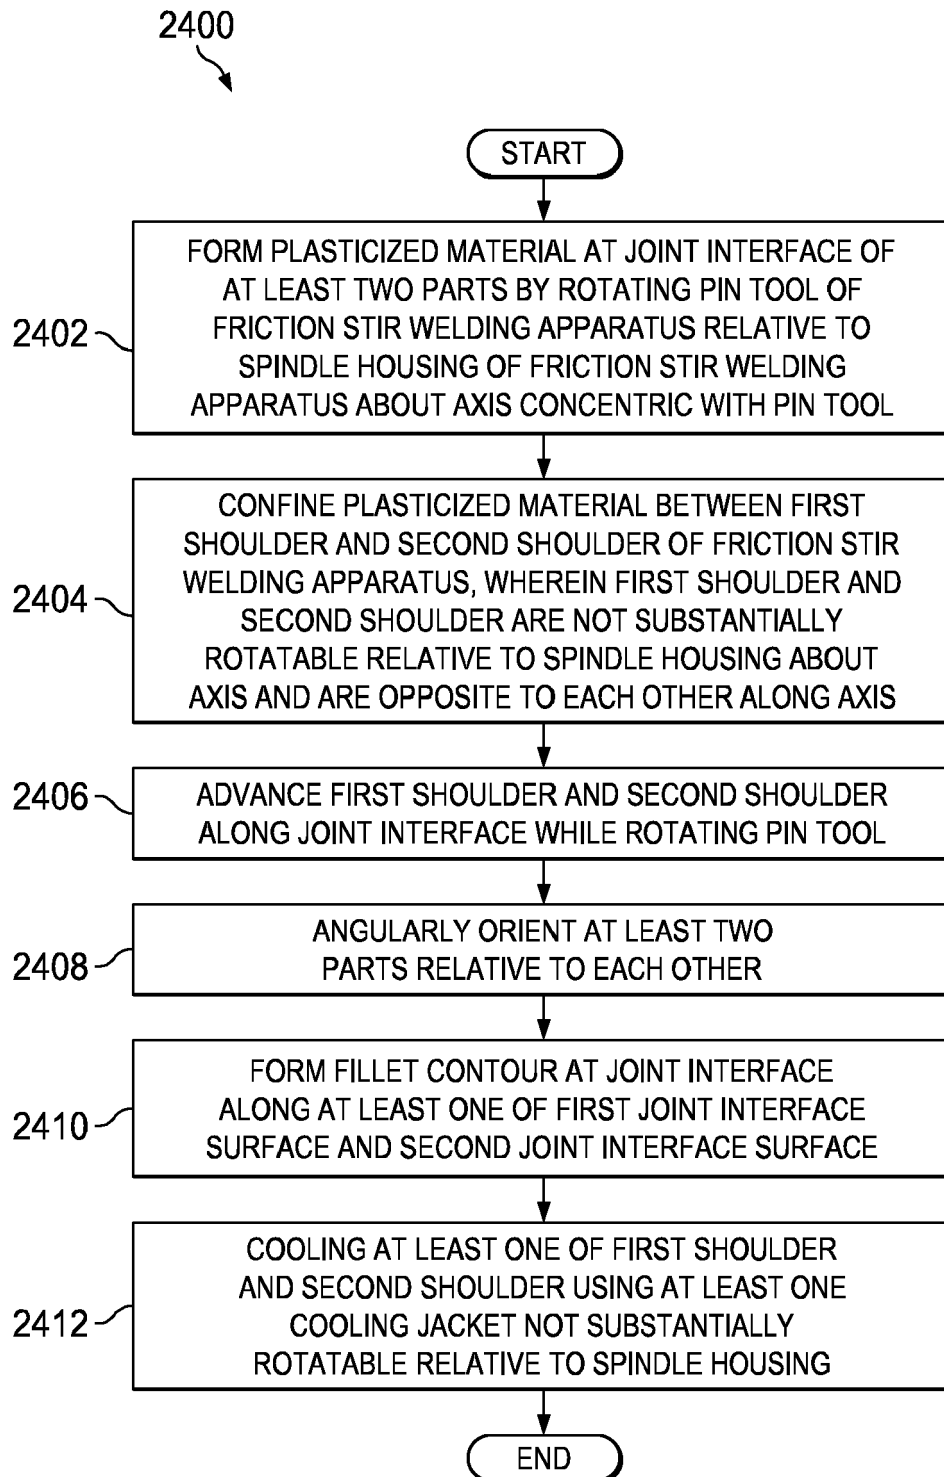 2400
START
FORM PLASTICIZED MATERIAL AT JOINT INTERFACE OF
AT LEAST TWO PARTS BY ROTATING PIN TOOL OF
FRICTION STIR WELDING APPARATUS RELATIVE TO
SPINDLE HOUSING OF FRICTION STIR WELDING
APPARATUS ABOUT AXIS CONCENTRIC WITH PIN TOOL
2402
CONFINE PLASTICIZED MATERIAL BETWEEN FIRST
SHOULDER AND SECOND SHOULDER OF FRICTION STIR
WELDING APPARATUS, WHEREIN FIRST SHOULDER AND
SECOND SHOULDER ARE NOT SUBSTANTIALLY
ROTATABLE RELATIVE TO SPINDLE HOUSING ABOUT
AXIS AND ARE OPPOSITE TO EACH OTHER ALONG AXIS
2404
ADVANCE FIRST SHOULDER AND SECOND SHOULDER
ALONG JOINT INTERFACE WHILE ROTATING PIN TOOL
2406
ANGULARLY ORIENT AT LEAST TWO
PARTS RELATIVE TO EACH OTHER
2408
FORM FILLET CONTOUR AT JOINT INTERFACE
ALONG AT LEAST ONE OF FIRST JOINT INTERFACE
SURFACE AND SECOND JOINT INTERFACE SURFACE
2410
COOLING AT LEAST ONE OF FIRST SHOULDER
AND SECOND SHOULDER USING AT LEAST ONE
COOLING JACKET NOT SUBSTANTIALLY
ROTATABLE RELATIVE TO SPINDLE HOUSING
2412
END